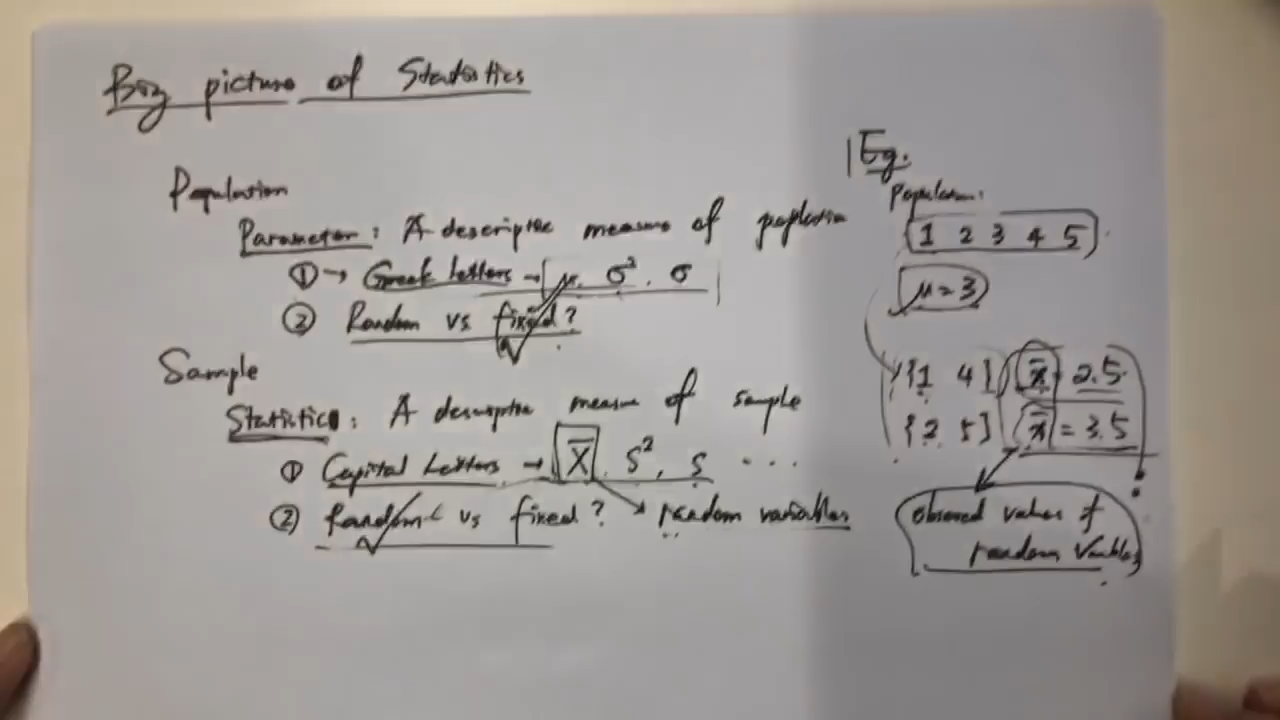 Big picture of Statistics
Population
Parameter: A descriptive measure of population
① → Greek letters → μ, σ², σ
② Random vs fixed?
Sample
Statistics: A descriptive measure of sample
① Capital Letters → X̄, S², S ...
② Random vs fixed? → random variables
Eg.
Population:
1 2 3 4 5
μ = 3
{1 4} x̄ = 2.5
{2 5} x̄ = 3.5
observed values of
random variables